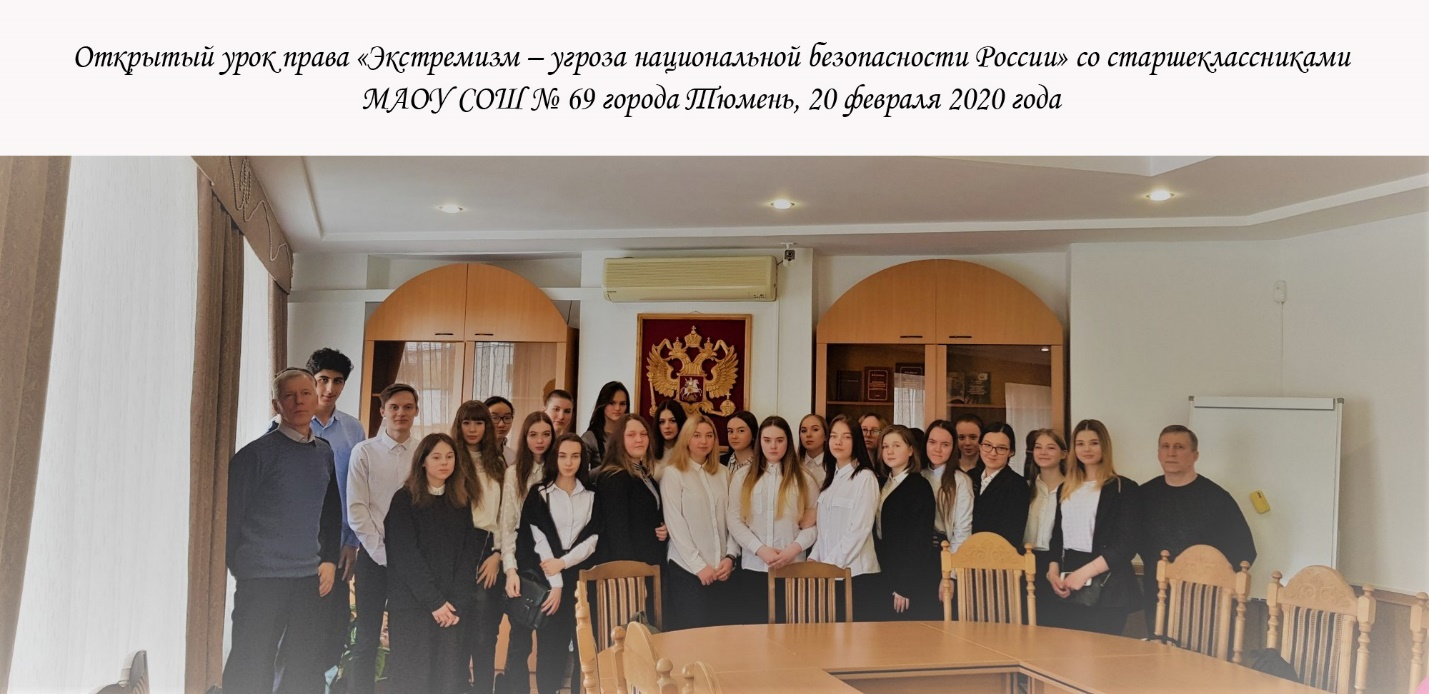 Открытый урок права «Экстремизм – угроза национальной безопасности России» со старшеклассниками
МАОУ СОШ № 69 города Тюмень, 20 февраля 2020 года